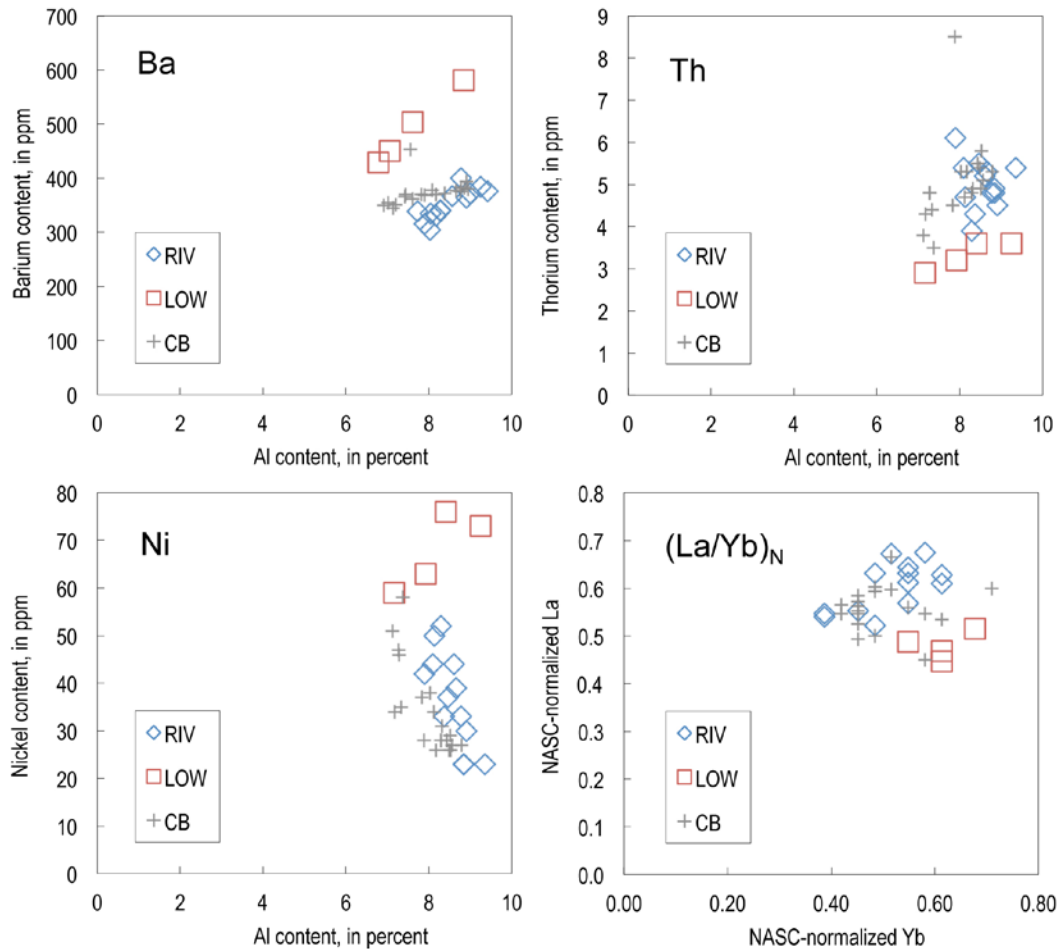 Ba
Barium content, in ppm
700
600
500
400
300
200
100
0
RIV
LOW
CB
0 2 4 6 8 10
Al content, in percent
Th
Thorium content, in ppm
9
8
7
6
5
4
3
2
1
0
RIV
LOW
CB
0 2 4 6 8 10
Al content, in percent
Ni
Nickel content, in ppm
80
70
60
50
40
30
20
10
0
RIV
LOW
CB
0 2 4 6 8 10
Al content, in percent
(La/Yb)N
NASC-normalized La
0.8
0.7
0.6
0.5
0.4
0.3
0.2
0.1
0.0
RIV
LOW
CB
0.00 0.20 0.40 0.60 0.80
NASC-normalized Yb